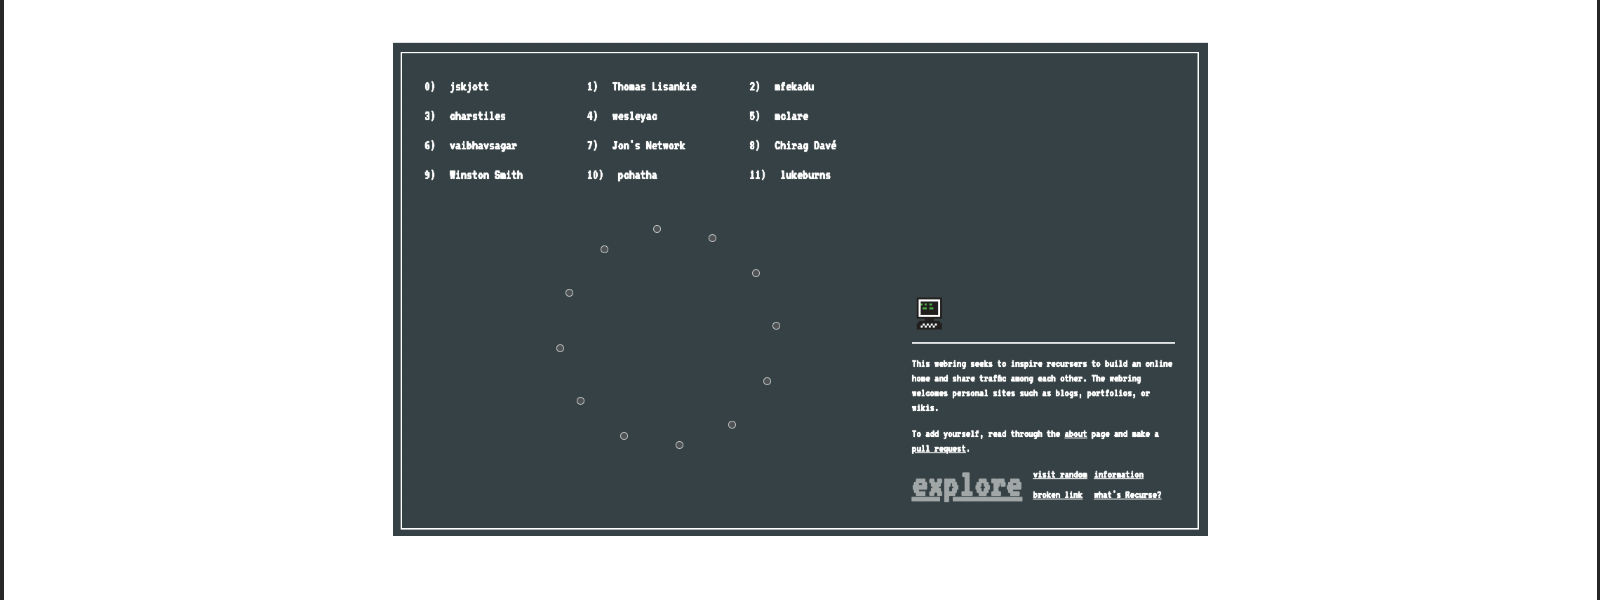 0) jskjott 1) Thomas Lisankie 2) mfekadu
3) charstiles 4) wesleyac 5) mclare
6) vaibhavsagar 7) Jon's Network 8) Chirag Davé
9) Winston Smith 10) pchatha 11) lukeburns
This webring seeks to inspire recursers to build an online
home and share traffic among each other. The webring
welcomes personal sites such as blogs, portfolios, or
wikis.
To add yourself, read through the about page and make a
pull request.
explore visit random information
broken link what's Recurse?